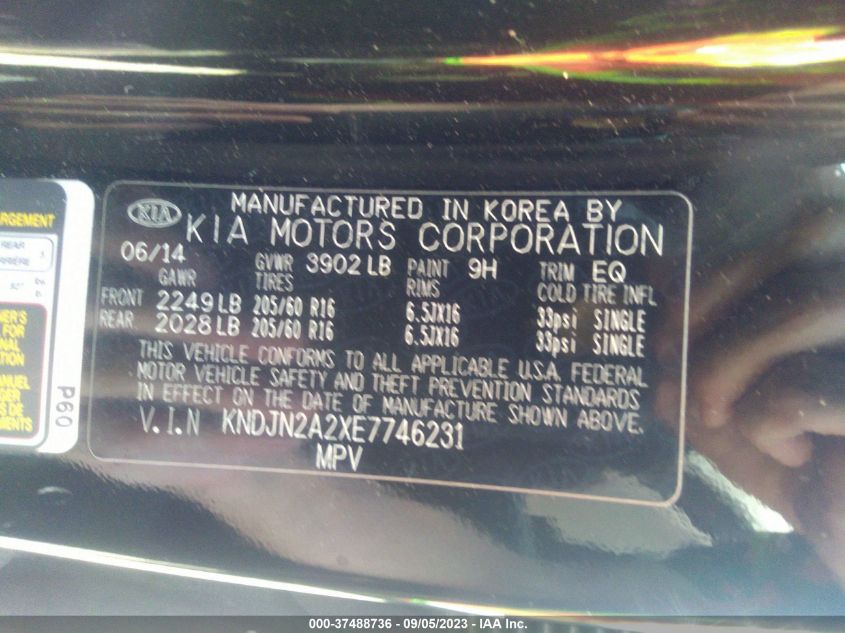 KIA
MANUFACTURED IN KOREA BY
KIA MOTORS CORPORATION
06/14 GVWR 3902 LB PAINT 9H TRIM EQ
GAWR TIRES RIMS COLD TIRE INFL
FRONT 2249 LB 205/60 R16 6.5JX16 33psi SINGLE
REAR 2028 LB 205/60 R16 6.5JX16 33psi SINGLE
THIS VEHICLE CONFORMS TO ALL APPLICABLE U.S.A. FEDERAL
MOTOR VEHICLE SAFETY AND THEFT PREVENTION STANDARDS
IN EFFECT ON THE DATE OF MANUFACTURE SHOWN ABOVE.
V.I.N KNDJN2A2XE7746231
MPV
REAR
P60
000-37488736 - 09/05/2023 - IAA Inc.